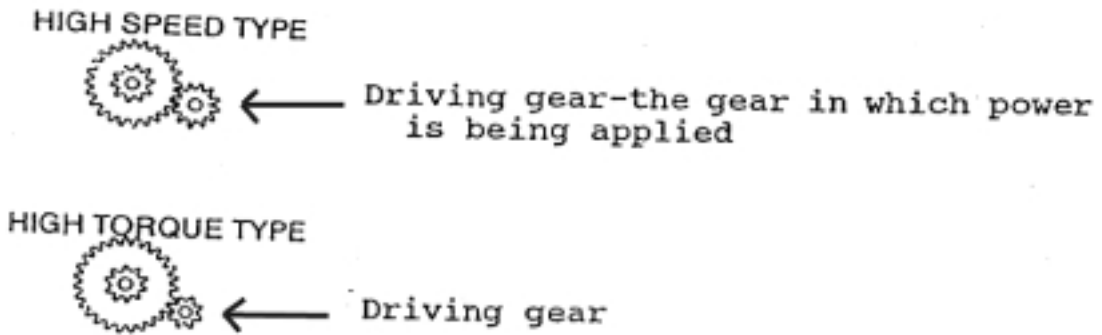 HIGH SPEED TYPE
Driving gear-the gear in which power
is being applied
HIGH TORQUE TYPE
Driving gear